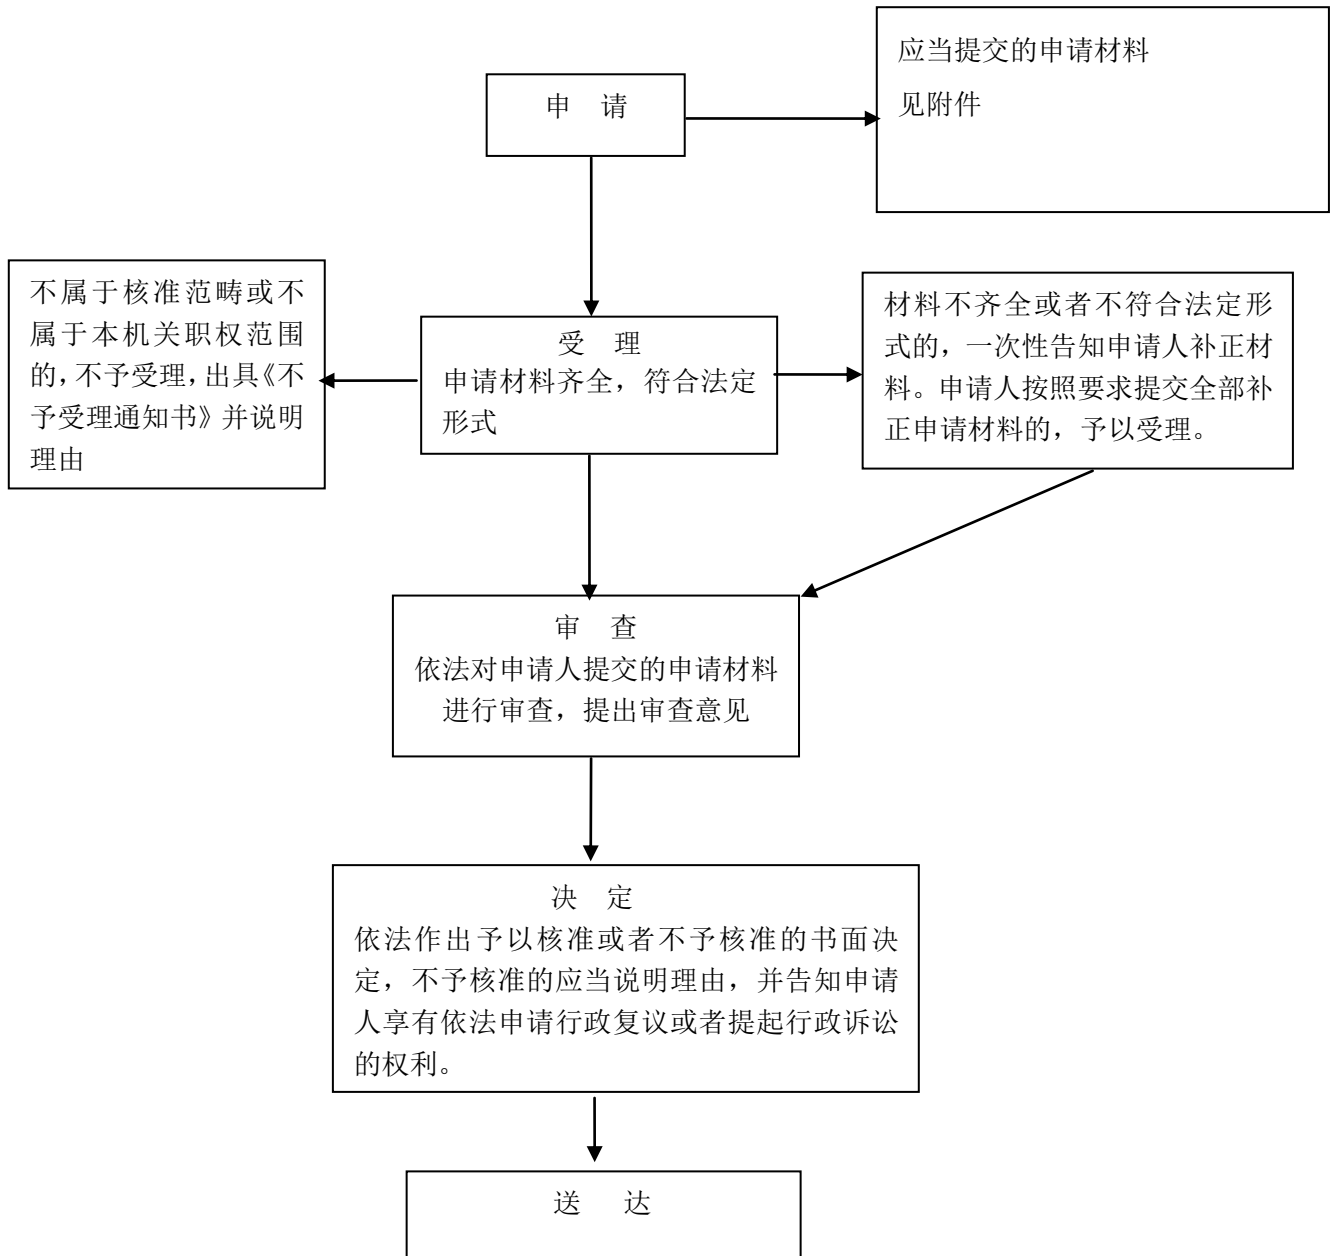 应当提交的申请材料
见附件
申 请
不属于核准范畴或不
属于本机关职权范围
的，不予受理，出具《不
予受理通知书》并说明
理由
受 理
申请材料齐全，符合法定
形式
材料不齐全或者不符合法定形
式的，一次性告知申请人补正材
料。申请人按照要求提交全部补
正申请材料的，予以受理。
审 查
依法对申请人提交的申请材料
进行审查，提出审查意见
决 定
依法作出予以核准或者不予核准的书面决
定，不予核准的应当说明理由，并告知申请
人享有依法申请行政复议或者提起行政诉讼
的权利。
送 达